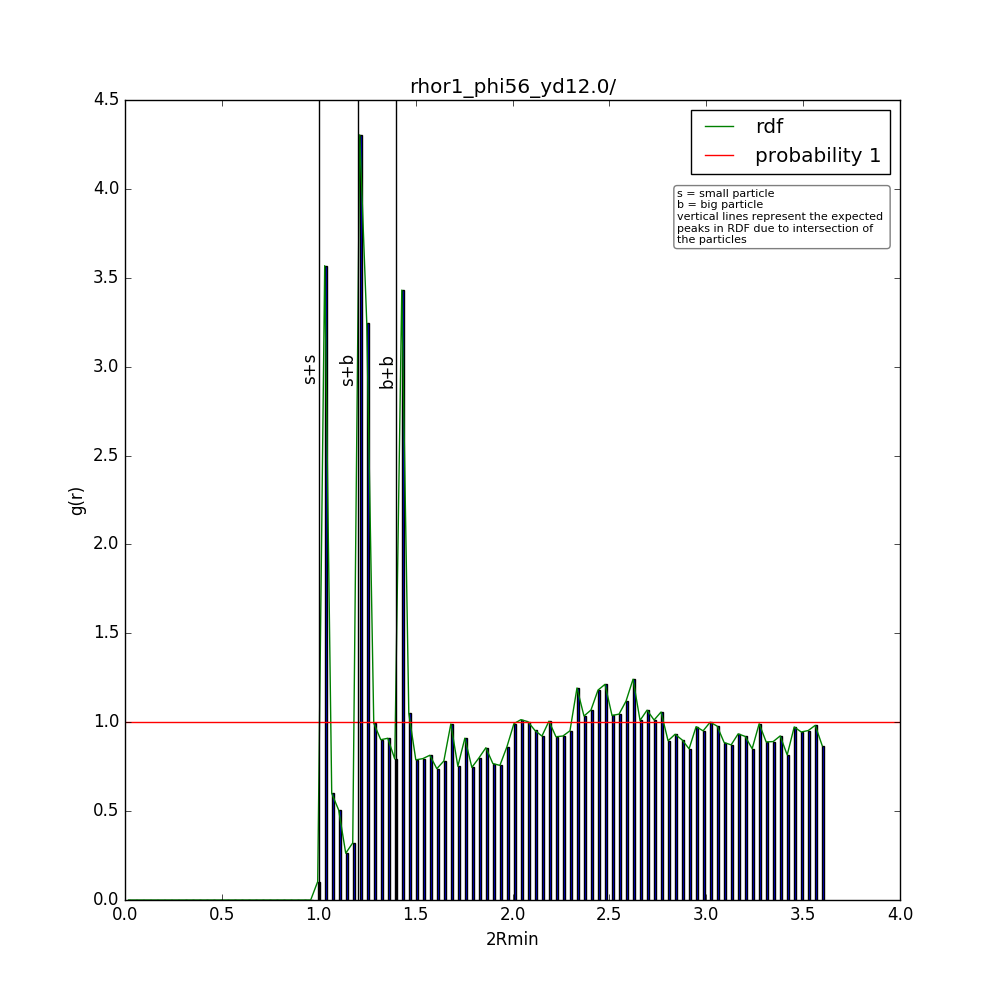 rhor1_phi56_yd12.0/
4.5
4.0
3.5
3.0
2.5
2.0
1.5
1.0
0.5
0.0
g(r)
s+s
s+b
b+b
rdf
probability 1
s = small particle
b = big particle
vertical lines represent the expected
peaks in RDF due to intersection of
the particles
0.0 0.5 1.0 1.5 2.0 2.5 3.0 3.5 4.0
2Rmin